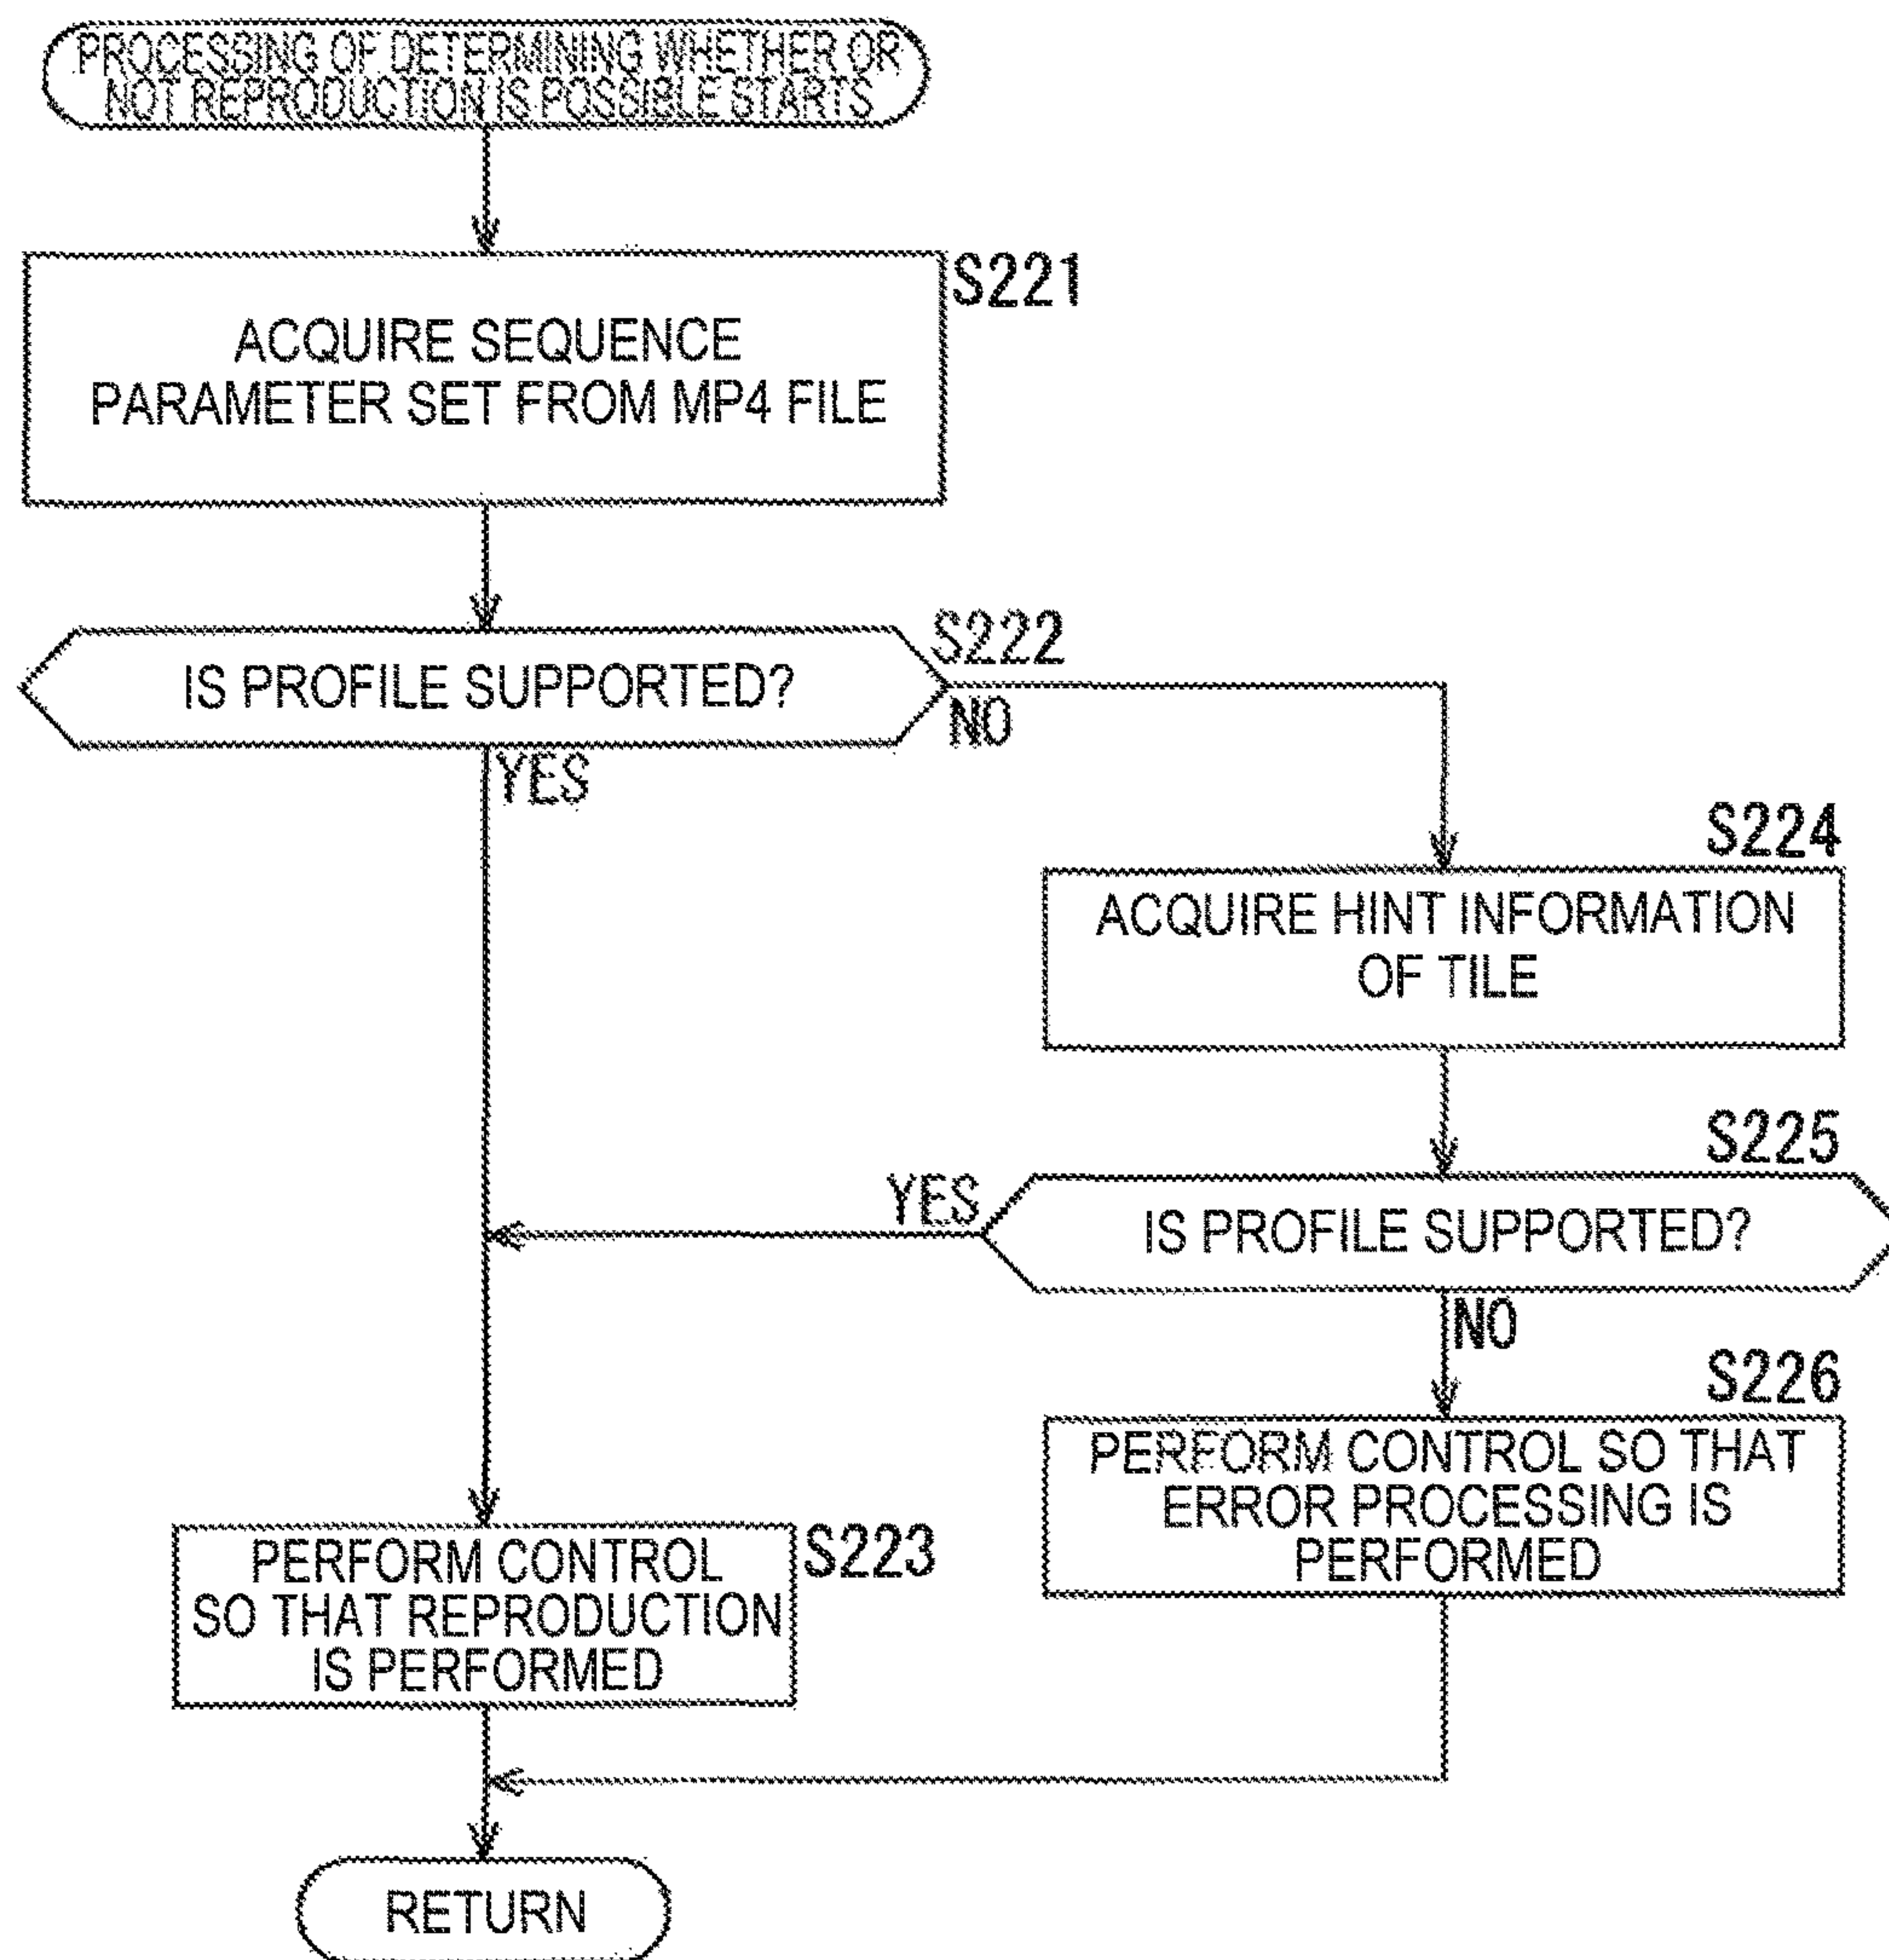 PROCESSING OF DETERMINING WHETHER OR
NOT REPRODUCTION IS POSSIBLE STARTS
S221
ACQUIRE SEQUENCE
PARAMETER SET FROM MP4 FILE
S222
IS PROFILE SUPPORTED?
NO
YES
S224
ACQUIRE HINT INFORMATION
OF TILE
S225
YES
IS PROFILE SUPPORTED?
NO
S226
PERFORM CONTROL SO THAT
ERROR PROCESSING IS
PERFORMED
S223
PERFORM CONTROL
SO THAT REPRODUCTION
IS PERFORMED
RETURN